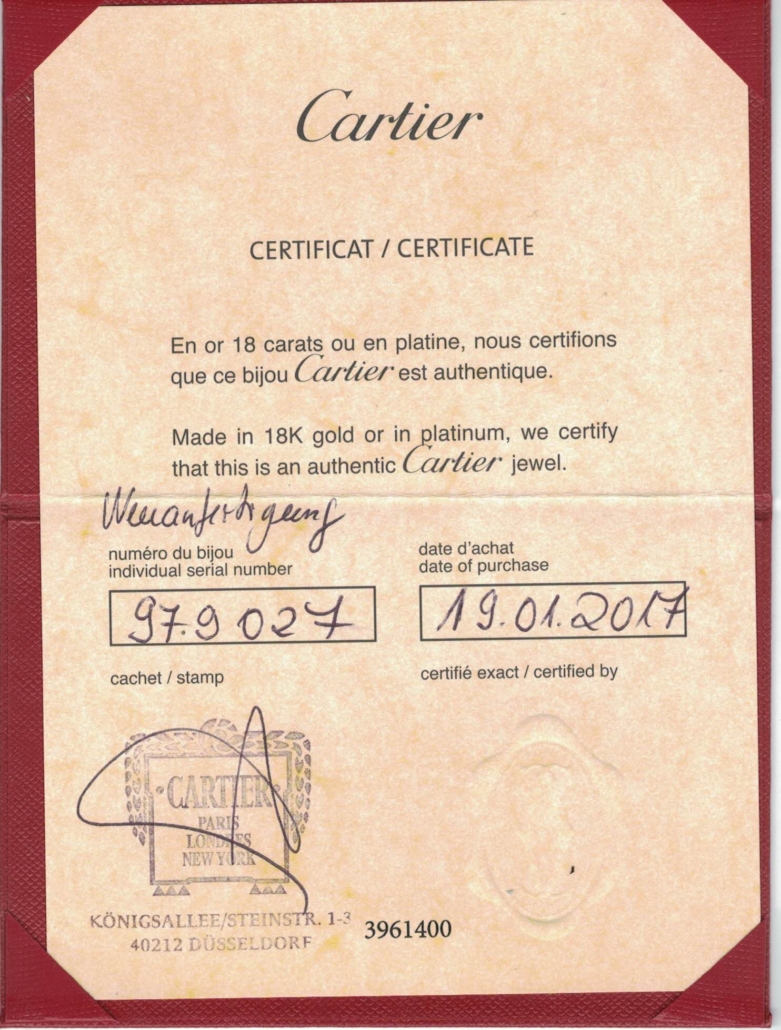 Cartier
CERTIFICAT / CERTIFICATE
En or 18 carats ou en platine, nous certifions
que ce bijou Cartier est authentique.
Made in 18K gold or in platinum, we certify
that this is an authentic Cartier jewel.
Neuanfertigung
numéro du bijou
individual serial number
979027
date d'achat
date of purchase
19.01.2017
cachet / stamp
certifié exact / certified by
CARTIER
PARIS
LONDRES
NEW YORK
KÖNIGSALLEE/STEINSTR. 1-3
40212 DÜSSELDORF
3961400